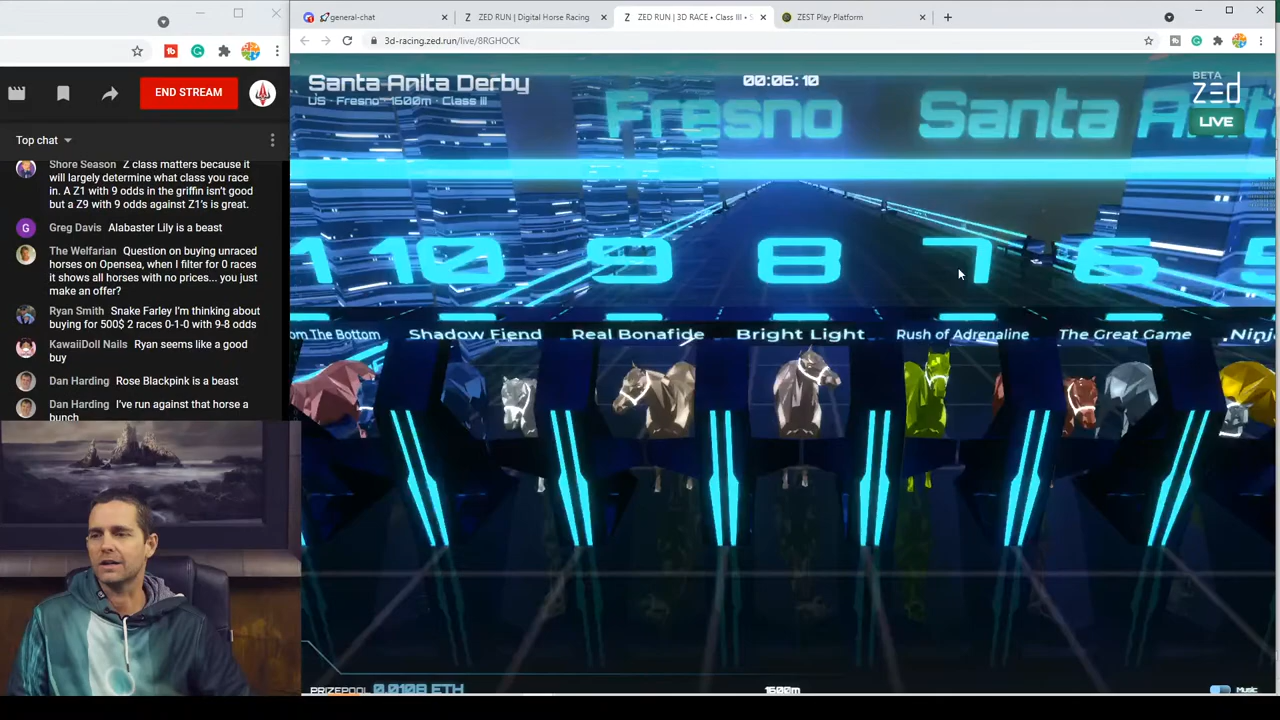 general-chat
ZED RUN | Digital Horse Racing
ZED RUN | 3D RACE • Class III •
ZEST Play Platform
3d-racing.zed.run/live/8RGHOCK
END STREAM
Top chat
Shore Season Z class matters because it
will largely determine what class you race
in. A Z1 with 9 odds in the griffin isn't good
but a Z9 with 9 odds against Z1's is great.
G Greg Davis Alabaster Lily is a beast
The Welfarian Question on buying unraced
horses on Opensea, when I filter for 0 races
it shows all horses with no prices... you just
make an offer?
Ryan Smith Snake Farley I'm thinking about
buying for 500$ 2 races 0-1-0 with 9-8 odds
KawaiiDoll Nails Ryan seems like a good
buy
Dan Harding Rose Blackpink is a beast
Dan Harding I've run against that horse a
bunch
Santa Anita Derby
US - Fresno - 1600m - Class III
00:06:10
BETA
zed
LIVE
Fresno Santa Anit
10 9 8 7 6
om The Bottom Shadow Fiend Real Bonafide Bright Light Rush of Adrenaline The Great Game Ninj
PRIZEPOOL 0.0108 ETH
1600m
Music